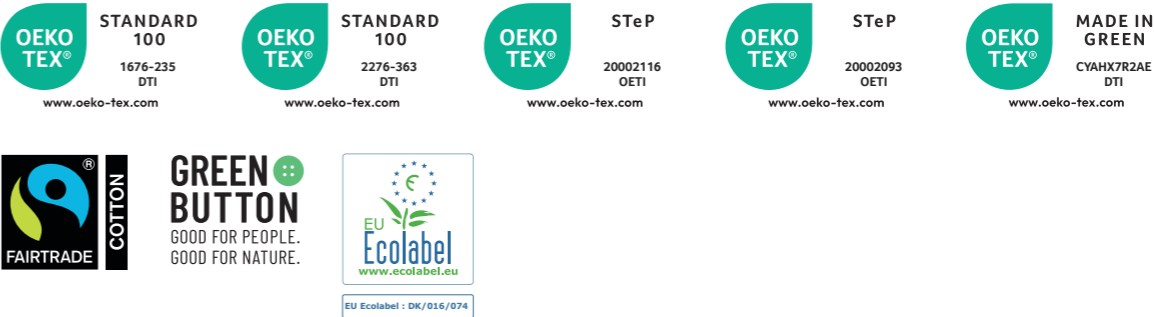 OEKO
TEX®
STANDARD
100
1676-235
DTI
www.oeko-tex.com
OEKO
TEX®
STANDARD
100
2276-363
DTI
www.oeko-tex.com
OEKO
TEX®
STeP
20002116
OETI
www.oeko-tex.com
OEKO
TEX®
STeP
20002093
OETI
www.oeko-tex.com
OEKO
TEX®
MADE IN
GREEN
CYAHX7R2AE
DTI
www.oeko-tex.com
®
FAIRTRADE
COTTON
GREEN
BUTTON
GOOD FOR PEOPLE.
GOOD FOR NATURE.
EU
Ecolabel
www.ecolabel.eu
EU Ecolabel : DK/016/074